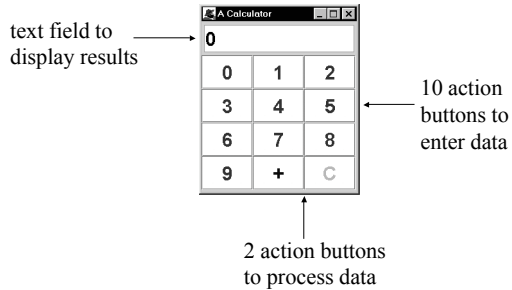 A Calculator
text field to
display results
0
0 1 2
3 4 5
6 7 8
9 + C
10 action
buttons to
enter data
2 action buttons
to process data